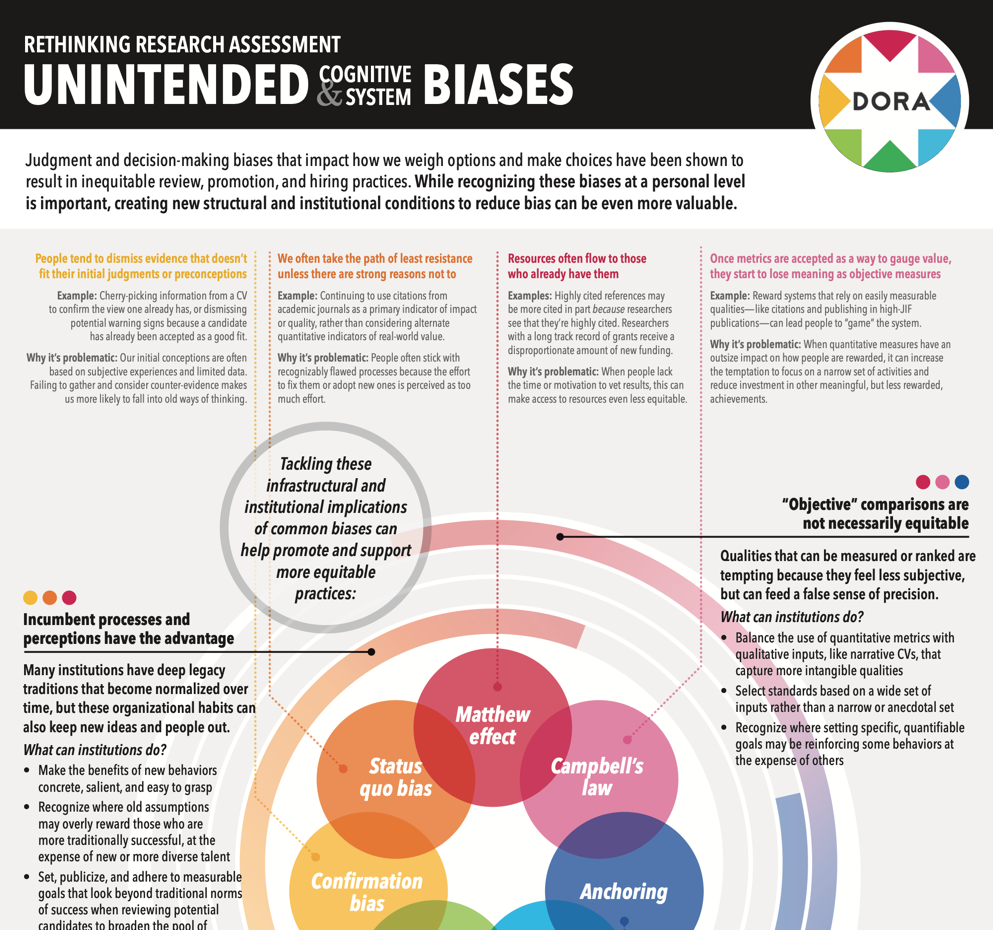 RETHINKING RESEARCH ASSESSMENT
UNINTENDED COGNITIVE & SYSTEM BIASES
DORA
Judgment and decision-making biases that impact how we weigh options and make choices have been shown to
result in inequitable review, promotion, and hiring practices. While recognizing these biases at a personal level
is important, creating new structural and institutional conditions to reduce bias can be even more valuable.
People tend to dismiss evidence that doesn't
fit their initial judgments or preconceptions
Example: Cherry-picking information from a CV
to confirm the view one already has, or dismissing
potential warning signs because a candidate
has already been accepted as a good fit.
Why it's problematic: Our initial conceptions are often
based on subjective experiences and limited data.
Failing to gather and consider counter-evidence makes
us more likely to fall into old ways of thinking.
We often take the path of least resistance
unless there are strong reasons not to
Example: Continuing to use citations from
academic journals as a primary indicator of impact
or quality, rather than considering alternate
quantitative indicators of real-world value.
Why it's problematic: People often stick with
recognizably flawed processes because the effort
to fix them or adopt new ones is perceived as too
much effort.
Resources often flow to those
who already have them
Examples: Highly cited references may
be more cited in part because researchers
see that they're highly cited. Researchers
with a long track record of grants receive a
disproportionate amount of new funding.
Why it's problematic: When people lack
the time or motivation to vet results, this can
make access to resources even less equitable.
Once metrics are accepted as a way to gauge value,
they start to lose meaning as objective measures
Example: Reward systems that rely on easily measurable
qualities—like citations and publishing in high-JIF
publications—can lead people to "game" the system.
Why it's problematic: When quantitative measures have an
outsize impact on how people are rewarded, it can increase
the temptation to focus on a narrow set of activities and
reduce investment in other meaningful, but less rewarded,
achievements.
Tackling these
infrastructural and
institutional implications
of common biases can
help promote and support
more equitable
practices:
"Objective" comparisons are
not necessarily equitable
Qualities that can be measured or ranked are
tempting because they feel less subjective,
but can feed a false sense of precision.
What can institutions do?
• Balance the use of quantitative metrics with
qualitative inputs, like narrative CVs, that
capture more intangible qualities
• Select standards based on a wide set of
inputs rather than a narrow or anecdotal set
• Recognize where setting specific, quantifiable
goals may be reinforcing some behaviors at
the expense of others
Incumbent processes and
perceptions have the advantage
Many institutions have deep legacy
traditions that become normalized over
time, but these organizational habits can
also keep new ideas and people out.
What can institutions do?
• Make the benefits of new behaviors
concrete, salient, and easy to grasp
• Recognize where old assumptions
may overly reward those who are
more traditionally successful, at the
expense of new or more diverse talent
• Set, publicize, and adhere to measurable
goals that look beyond traditional norms
of success when reviewing potential
candidates to broaden the pool of
Matthew
effect
Status
quo bias
Campbell's
law
Confirmation
bias
Anchoring